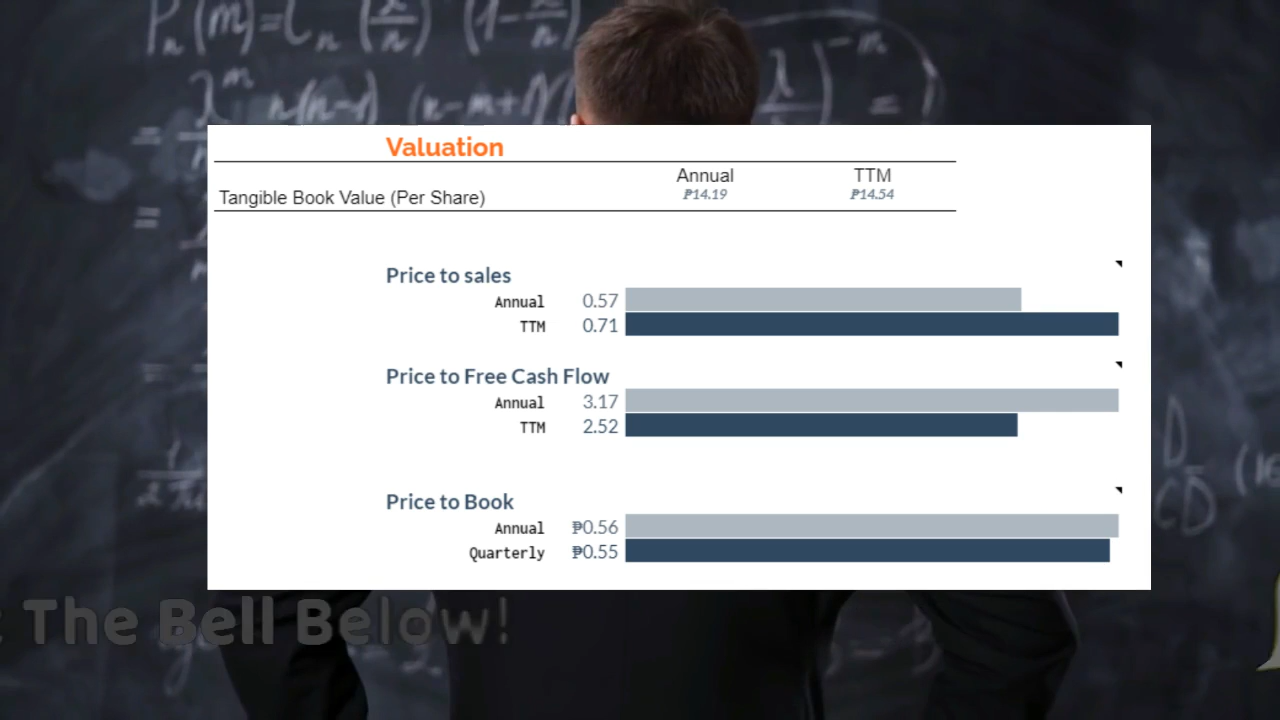 Valuation
Annual TTM
Tangible Book Value (Per Share) ₱14.19 ₱14.54
Price to sales
Annual 0.57
TTM 0.71
Price to Free Cash Flow
Annual 3.17
TTM 2.52
Price to Book
Annual ₱0.56
Quarterly ₱0.55
The Bell Below!